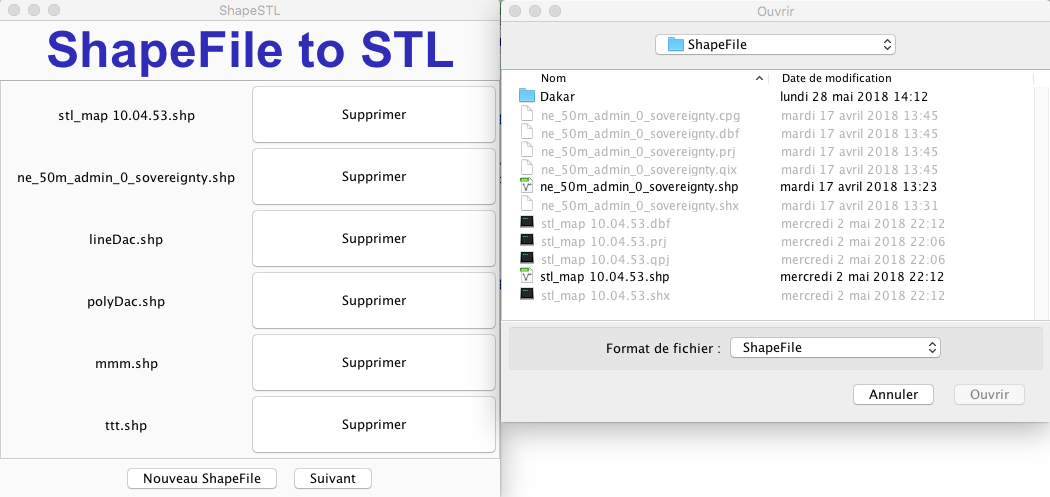 ShapeSTL
ShapeFile to STL
stl_map 10.04.53.shp Supprimer
ne_50m_admin_0_sovereignty.shp Supprimer
lineDac.shp Supprimer
polyDac.shp Supprimer
mmm.shp Supprimer
ttt.shp Supprimer
Nouveau ShapeFile Suivant
Ouvrir
ShapeFile
Nom Date de modification
Dakar lundi 28 mai 2018 14:12
ne_50m_admin_0_sovereignty.cpg mardi 17 avril 2018 13:45
ne_50m_admin_0_sovereignty.dbf mardi 17 avril 2018 13:45
ne_50m_admin_0_sovereignty.prj mardi 17 avril 2018 13:45
ne_50m_admin_0_sovereignty.qix mardi 17 avril 2018 13:45
ne_50m_admin_0_sovereignty.shp mardi 17 avril 2018 13:23
ne_50m_admin_0_sovereignty.shx mardi 17 avril 2018 13:31
stl_map 10.04.53.dbf mercredi 2 mai 2018 22:12
stl_map 10.04.53.prj mercredi 2 mai 2018 22:06
stl_map 10.04.53.qpj mercredi 2 mai 2018 22:06
stl_map 10.04.53.shp mercredi 2 mai 2018 22:12
stl_map 10.04.53.shx mercredi 2 mai 2018 22:12
Format de fichier : ShapeFile
Annuler Ouvrir